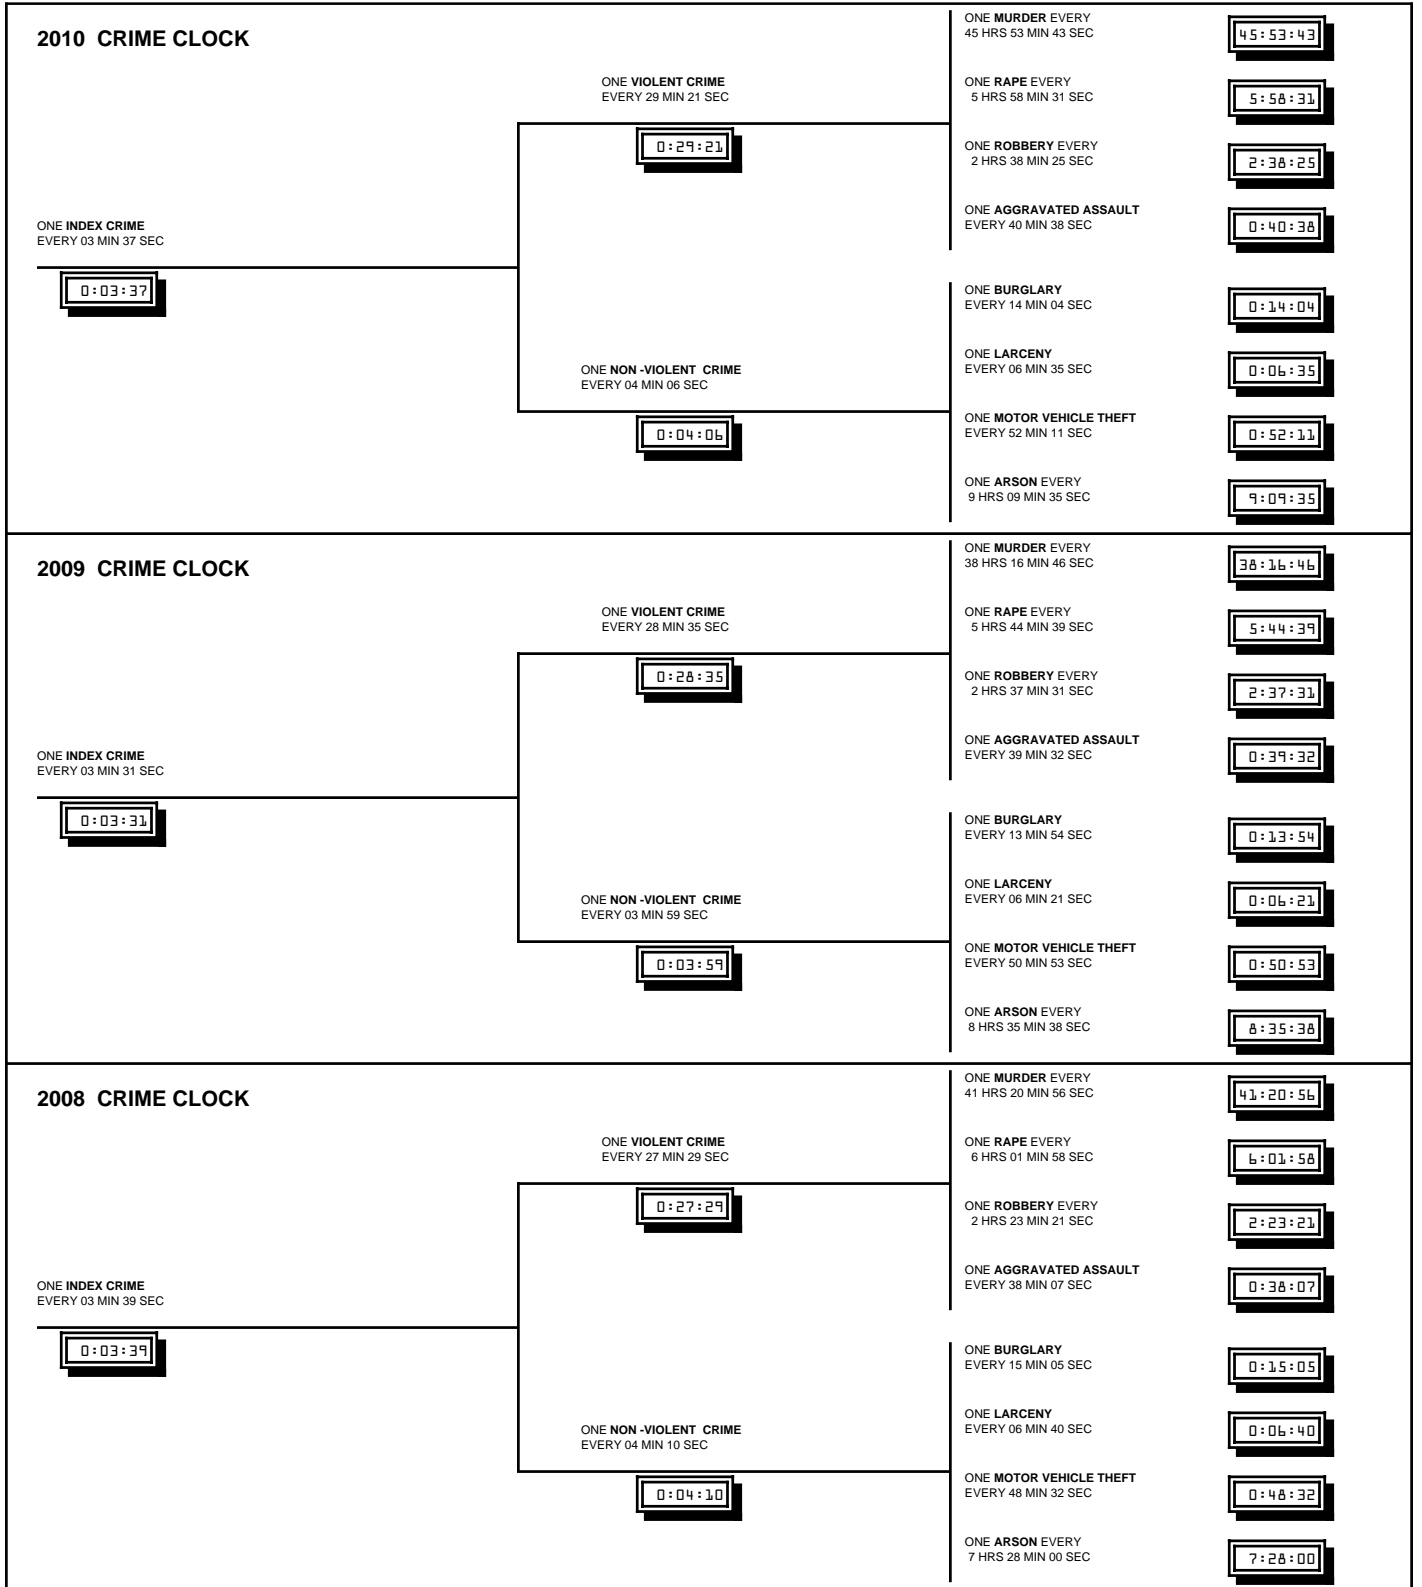 2010 CRIME CLOCK
ONE INDEX CRIME
EVERY 03 MIN 37 SEC
0:03:37
ONE VIOLENT CRIME
EVERY 29 MIN 21 SEC
0:29:21
ONE NON -VIOLENT CRIME
EVERY 04 MIN 06 SEC
0:04:06
ONE MURDER EVERY
45 HRS 53 MIN 43 SEC
45:53:43
ONE RAPE EVERY
5 HRS 58 MIN 31 SEC
5:58:31
ONE ROBBERY EVERY
2 HRS 38 MIN 25 SEC
2:38:25
ONE AGGRAVATED ASSAULT
EVERY 40 MIN 38 SEC
0:40:38
ONE BURGLARY
EVERY 14 MIN 04 SEC
0:14:04
ONE LARCENY
EVERY 06 MIN 35 SEC
0:06:35
ONE MOTOR VEHICLE THEFT
EVERY 52 MIN 11 SEC
0:52:11
ONE ARSON EVERY
9 HRS 09 MIN 35 SEC
9:09:35
2009 CRIME CLOCK
ONE INDEX CRIME
EVERY 03 MIN 31 SEC
0:03:31
ONE VIOLENT CRIME
EVERY 28 MIN 35 SEC
0:28:35
ONE NON -VIOLENT CRIME
EVERY 03 MIN 59 SEC
0:03:59
ONE MURDER EVERY
38 HRS 16 MIN 46 SEC
38:16:46
ONE RAPE EVERY
5 HRS 44 MIN 39 SEC
5:44:39
ONE ROBBERY EVERY
2 HRS 37 MIN 31 SEC
2:37:31
ONE AGGRAVATED ASSAULT
EVERY 39 MIN 32 SEC
0:39:32
ONE BURGLARY
EVERY 13 MIN 54 SEC
0:13:54
ONE LARCENY
EVERY 06 MIN 21 SEC
0:06:21
ONE MOTOR VEHICLE THEFT
EVERY 50 MIN 53 SEC
0:50:53
ONE ARSON EVERY
8 HRS 35 MIN 38 SEC
8:35:38
2008 CRIME CLOCK
ONE INDEX CRIME
EVERY 03 MIN 39 SEC
0:03:39
ONE VIOLENT CRIME
EVERY 27 MIN 29 SEC
0:27:29
ONE NON -VIOLENT CRIME
EVERY 04 MIN 10 SEC
0:04:10
ONE MURDER EVERY
41 HRS 20 MIN 56 SEC
41:20:56
ONE RAPE EVERY
6 HRS 01 MIN 58 SEC
6:01:58
ONE ROBBERY EVERY
2 HRS 23 MIN 21 SEC
2:23:21
ONE AGGRAVATED ASSAULT
EVERY 38 MIN 07 SEC
0:38:07
ONE BURGLARY
EVERY 15 MIN 05 SEC
0:15:05
ONE LARCENY
EVERY 06 MIN 40 SEC
0:06:40
ONE MOTOR VEHICLE THEFT
EVERY 48 MIN 32 SEC
0:48:32
ONE ARSON EVERY
7 HRS 28 MIN 00 SEC
7:28:00